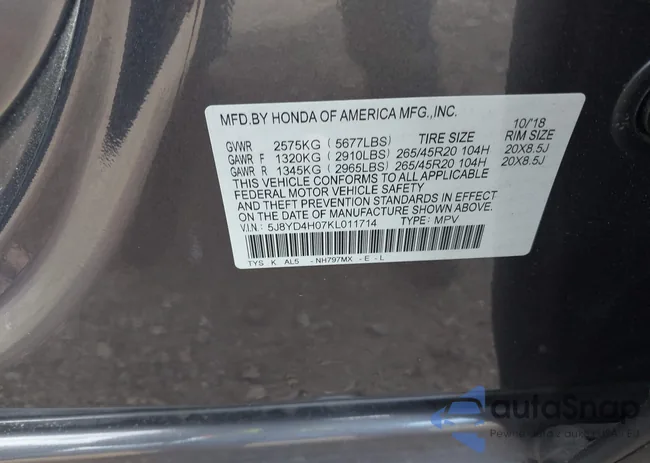 MFD.BY HONDA OF AMERICA MFG.,INC. 10/18
GVWR 2575KG (5677LBS) TIRE SIZE RIM SIZE
GAWR F 1320KG (2910LBS) 265/45R20 104H 20X8.5J
GAWR R 1345KG (2965LBS) 265/45R20 104H 20X8.5J
THIS VEHICLE CONFORMS TO ALL APPLICABLE
FEDERAL MOTOR VEHICLE SAFETY
AND THEFT PREVENTION STANDARDS IN EFFECT
ON DATE OF MANUFACTURE SHOWN ABOVE.
V.I.N: 5J8YD4H07KL011714 TYPE: MPV
TYS K AL5 -NH797MX -E -L
autoSnap